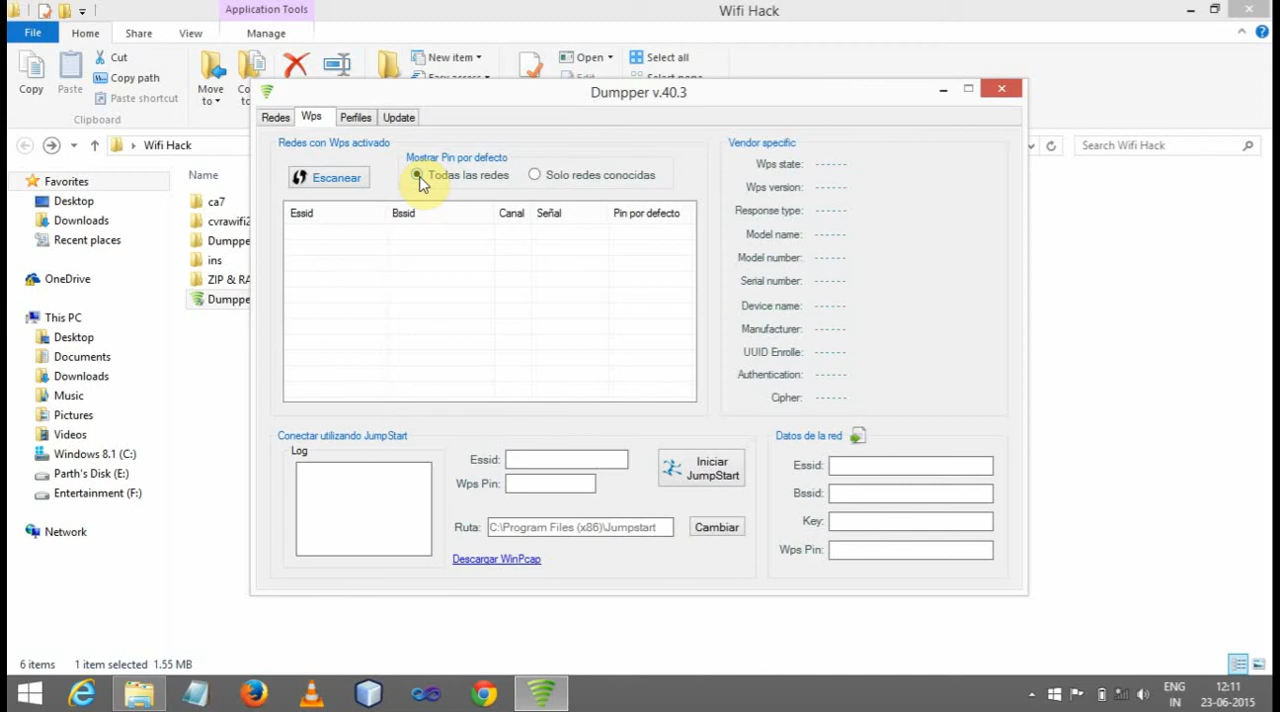 Application Tools
Wifi Hack
File
Home
Share
View
Manage
Copy
Paste
Cut
Copy path
Paste shortcut
Clipboard
Move
to
New item
Open
Select all
Wifi Hack
Search Wifi Hack
Favorites
Desktop
Downloads
Recent places
OneDrive
This PC
Desktop
Documents
Downloads
Music
Pictures
Videos
Windows 8.1 (C:)
Parth's Disk (E:)
Entertainment (F:)
Network
Name
ca7
cvrawifi2
Dumppe
ins
ZIP & RA
Dumppe
Dumpper v.40.3
Redes
Wps
Perfiles
Update
Redes con Wps activado
Escanear
Mostrar Pin por defecto
Todas las redes
Solo redes conocidas
Essid
Bssid
Canal
Señal
Pin por defecto
Vendor specific
Wps state: ------
Wps version: ------
Response type: ------
Model name: ------
Model number: ------
Serial number: ------
Device name: ------
Manufacturer: ------
UUID Enrolle: ------
Authentication: ------
Cipher: ------
Conectar utilizando JumpStart
Log
Essid:
Wps Pin:
Iniciar
JumpStart
Ruta: C:\Program Files (x86)\Jumpstart
Cambiar
Descargar WinPcap
Datos de la red
Essid:
Bssid:
Key:
Wps Pin:
6 items
1 item selected 1.55 MB
ENG
IN
12:11
23-06-2015